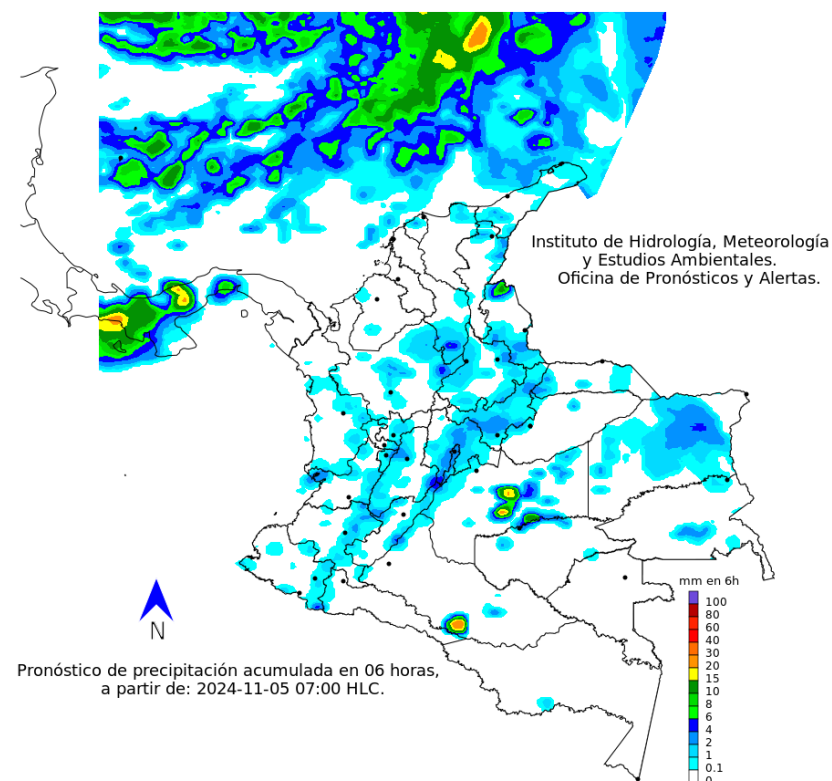 Instituto de Hidrología, Meteorología
y Estudios Ambientales.
Oficina de Pronósticos y Alertas.
N
mm en 6h
100
80
60
40
30
20
15
10
8
6
4
2
1
0.1
0
Pronóstico de precipitación acumulada en 06 horas,
a partir de: 2024-11-05 07:00 HLC.